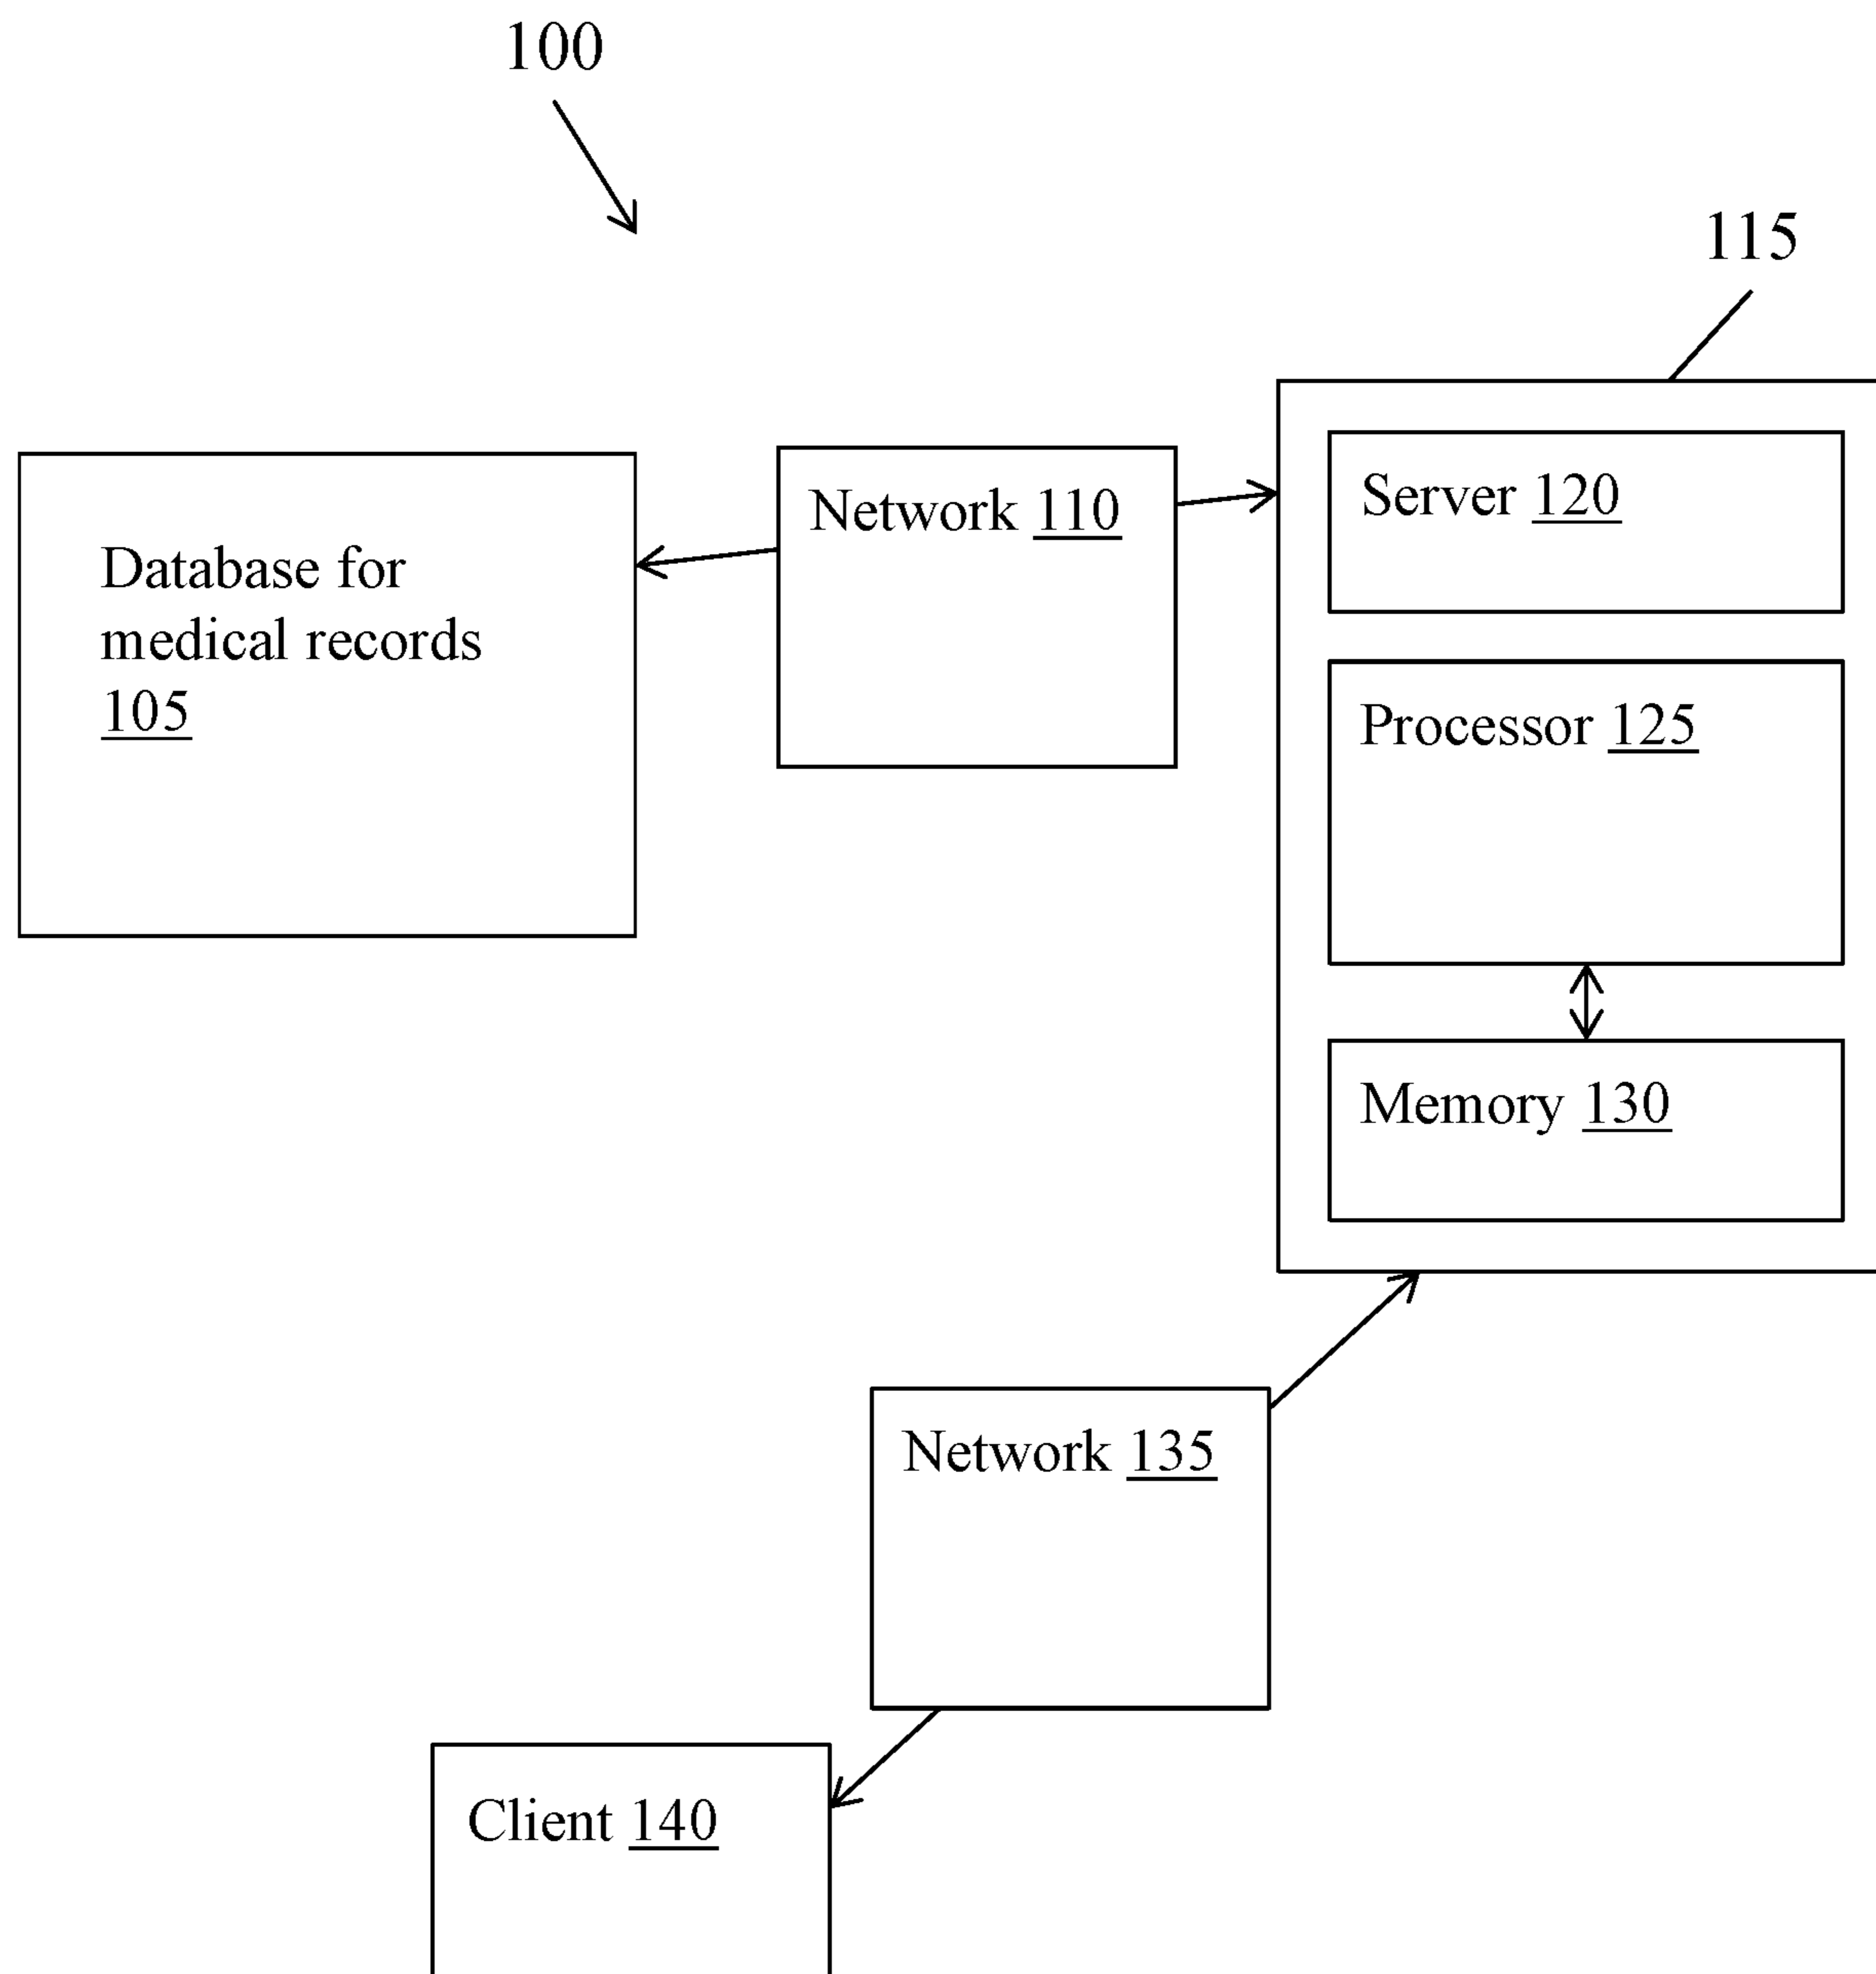 100
115
Database for
medical records
105
Network 110
Server 120
Processor 125
Memory 130
Network 135
Client 140